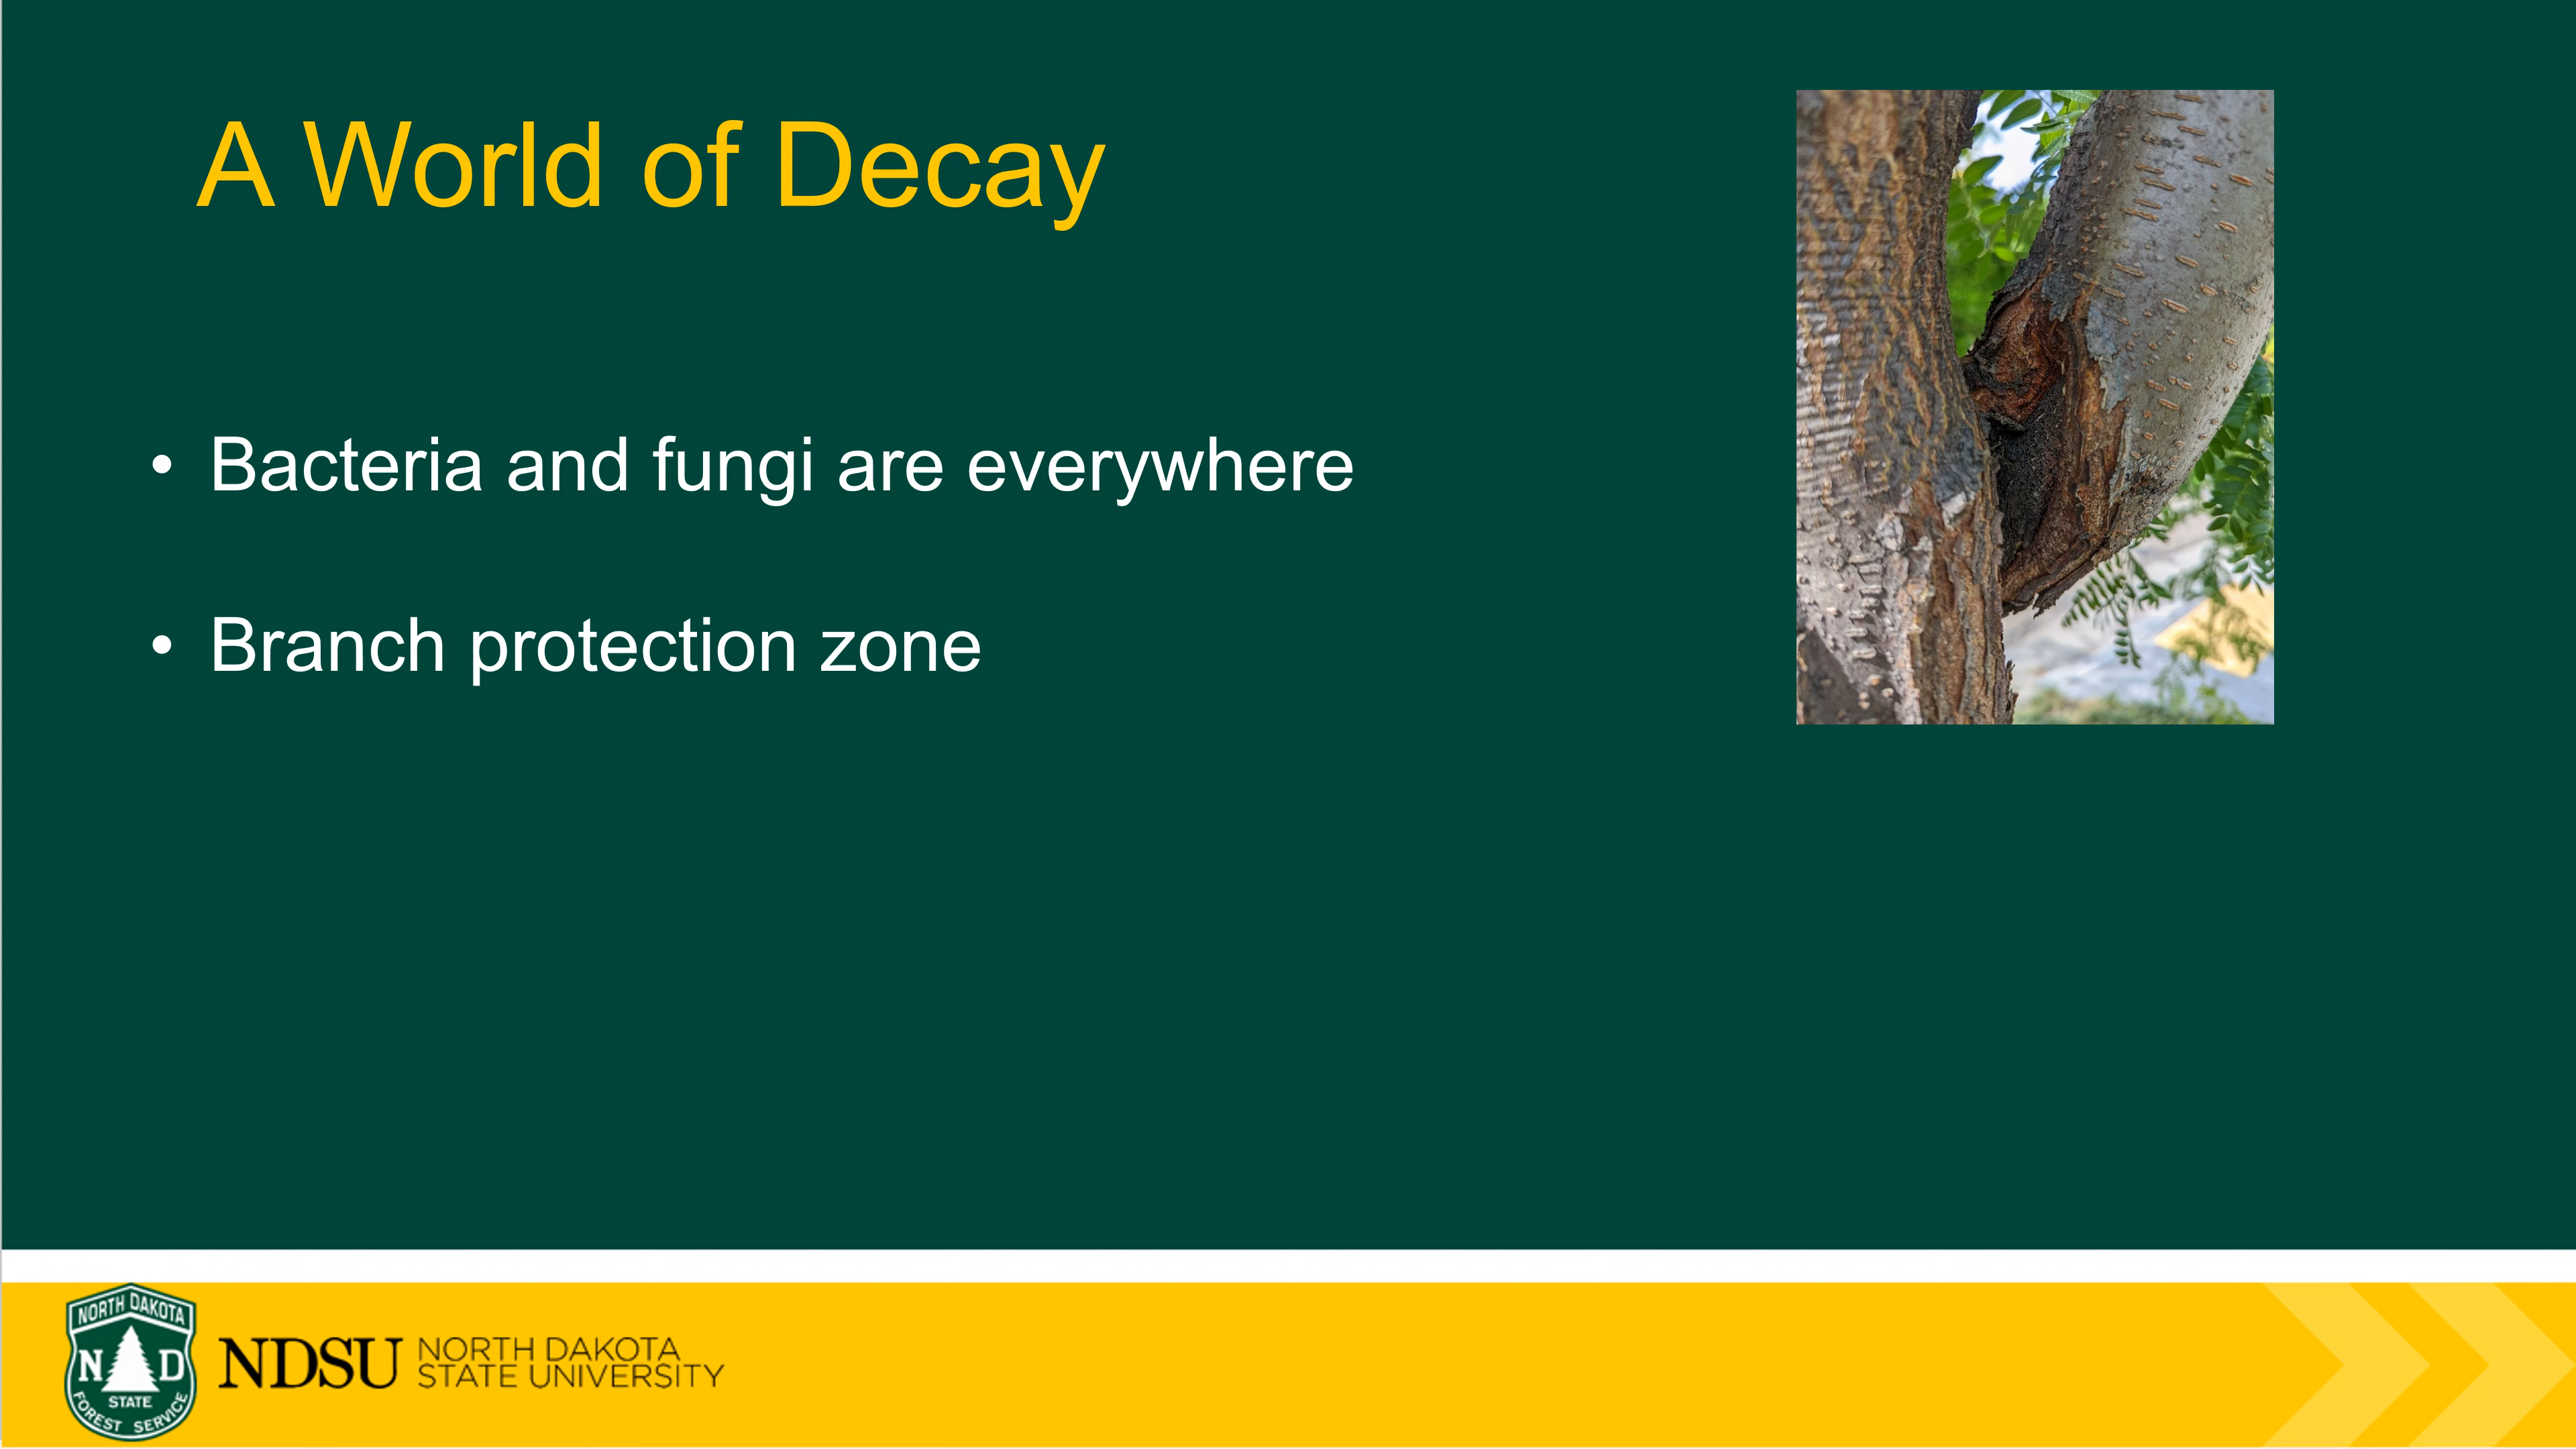 A World of Decay
• Bacteria and fungi are everywhere
• Branch protection zone
NORTH DAKOTA
N D
STATE
FOREST SERVICE
NDSU
NORTH DAKOTA
STATE UNIVERSITY